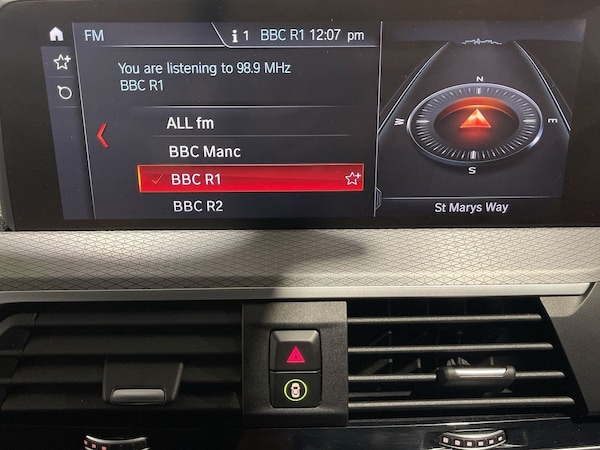 FM
i 1 BBC R1 12:07 pm
You are listening to 98.9 MHz
BBC R1
ALL fm
BBC Manc
BBC R1
BBC R2
N
W
E
S
St Marys Way